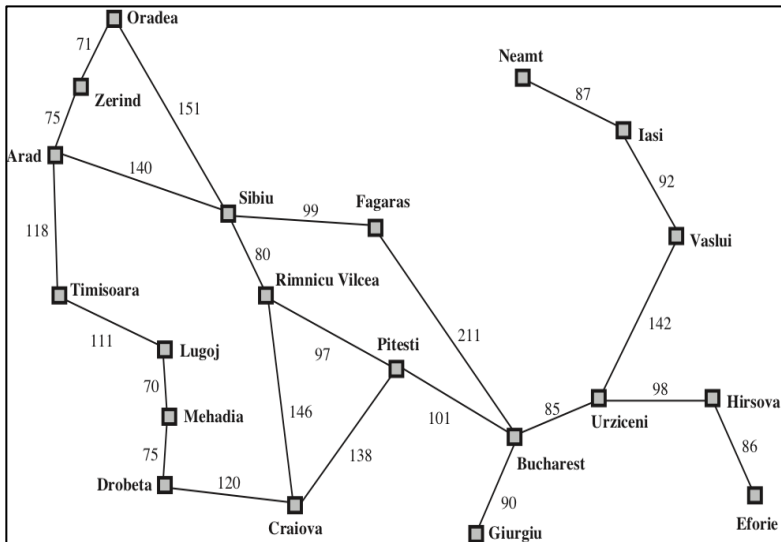 Oradea
71
Neamt
87
Zerind
151
75
Iasi
Arad
140
92
Sibiu
Fagaras
99
118
Vaslui
80
Timisoara
Rimnicu Vilcea
142
111
211
Lugoj
97
Pitesti
70
98
Mehadia
146
101
85
Hirsova
Urziceni
75
138
86
Bucharest
Drobeta
120
90
Craiova
Giurgiu
Eforie